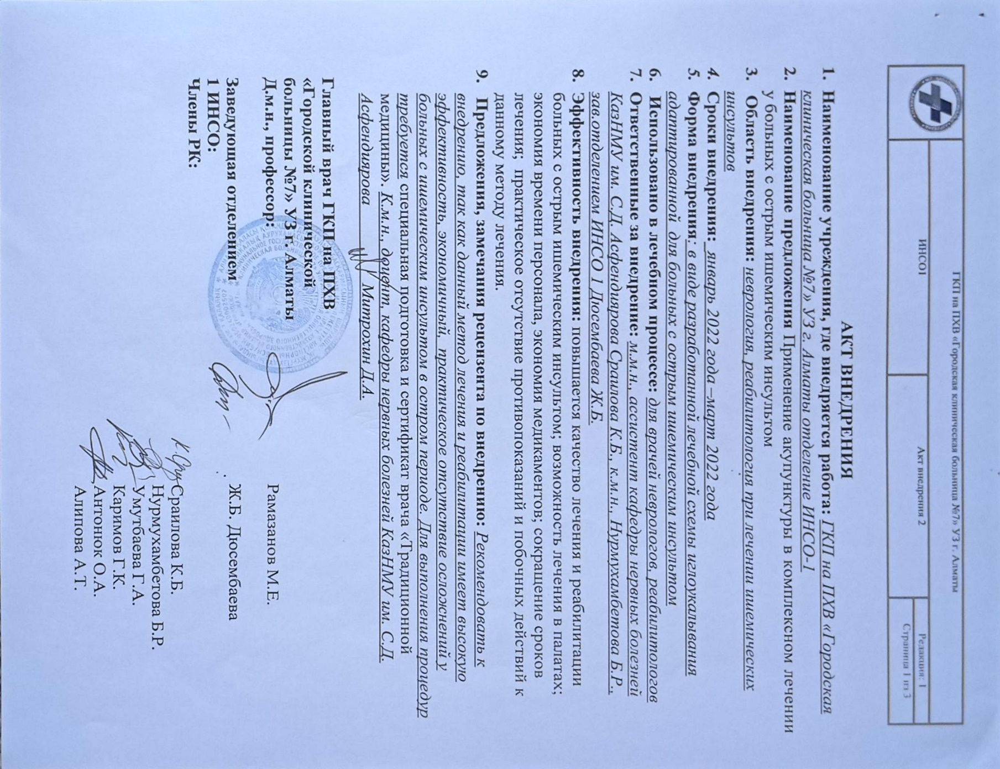 ГКП на ПХВ «Городская клиническая больница №7» УЗ г. Алматы
ИНСО1
Акт внедрения 2
Редакция: 1
Страница 1 из 3
АКТ ВНЕДРЕНИЯ
1. Наименование учреждения, где внедряется работа: ГКП на ПХВ «Городская
клиническая больница №7» УЗ г. Алматы отделение ИНСО-1
2. Наименование предложения Применение акупунктуры в комплексном лечении
у больных с острым ишемическим инсультом
3. Область внедрения: неврология, реабилитология при лечении ишемических
инсультов
4. Сроки внедрения: январь 2022 года –март 2022 года
5. Форма внедрения: в виде разработанной лечебной схемы иглоукалывания
адаптированной для больных с острым ишемическим инсультом
6. Использовано в лечебном процессе: для врачей неврологов, реабилитологов
7. Ответственные за внедрение: м.м.н., ассистент кафедры нервных болезней
КазНМУ им. С.Д. Асфендиярова Сраилова К.Б., к.м.н., Нурмухамбетова Б.Р.,
зав.отделением ИНСО 1 Дюсембаева Ж.Б.
8. Эффективность внедрения: повышается качество лечения и реабилитации
больных с острым ишемическим инсультом; возможность лечения в палатах;
экономия времени персонала, экономия медикаментов; сокращение сроков
лечения; практическое отсутствие противопоказаний и побочных действий к
данному методу лечения.
9. Предложения, замечания рецензента по внедрению: Рекомендовать к
внедрению, так как данный метод лечения и реабилитации имеет высокую
эффективность, экономичный, практическое отсутствие осложнений у
больных с ишемическим инсультом в остром периоде. Для выполнения процедур
требуется специальная подготовка и сертификат врача «Традиционной
медицины». К.м.н., доцент, кафедры нервных болезней КазНМУ им. С.Д.
Асфендиярова Митрохин Д.А.
Главный врач ГКП на ПХВ
«Городской клинической
больницы №7» УЗ г. Алматы
Д.м.н., профессор: Рамазанов М.Е.
Заведующая отделением
1 ИНСО: Ж.Б. Дюсембаева
Члены РК:
Сраилова К.Б.
Нурмухамбетова Б.Р.
Умутбаева Г.А.
Каримов Г.К.
Антонюк О.А.
Алипова А.Т.